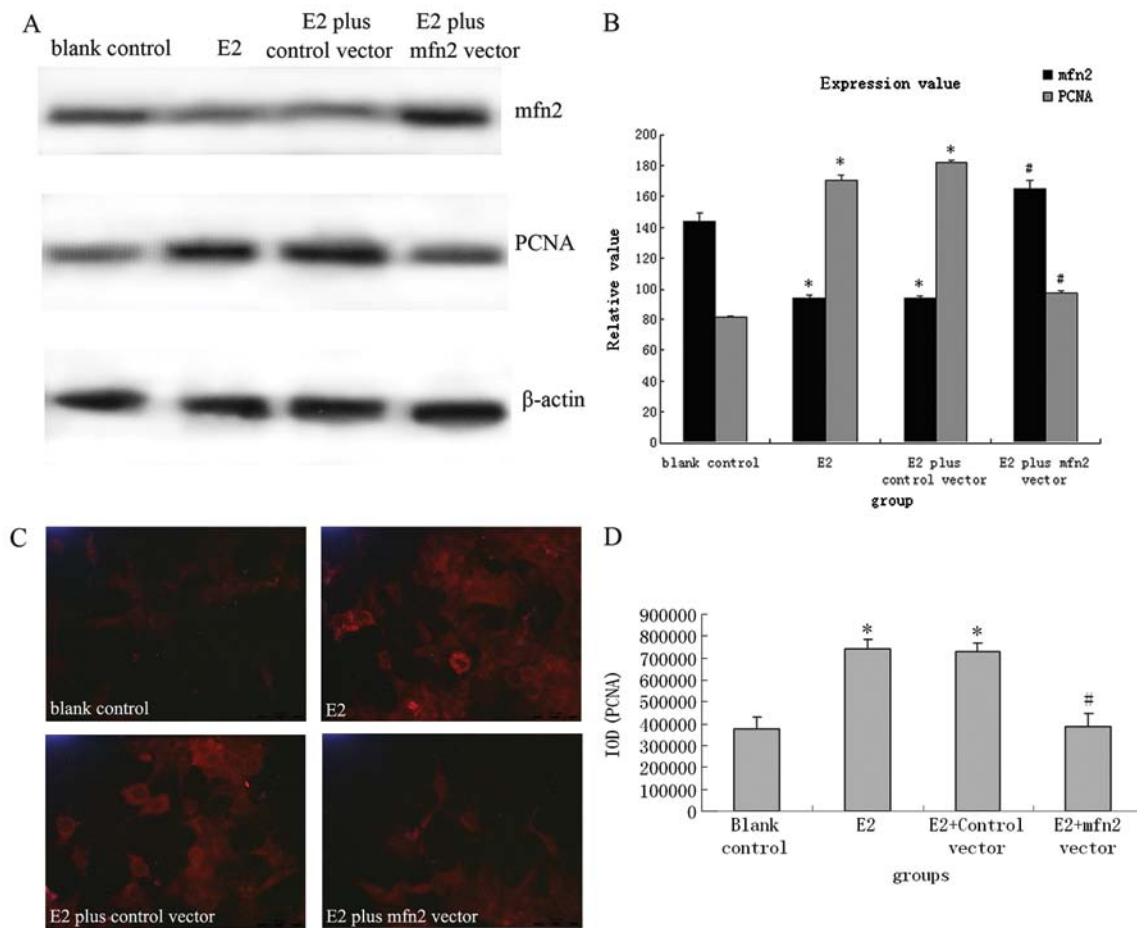 A
blank control
E2
E2 plus
control vector
E2 plus
mfn2 vector
mfn2
PCNA
β-actin
B
Expression value
mfn2
PCNA
Relative value
200
180
160
140
120
100
80
60
40
20
0
*
*
*
*
#
#
blank control
E2
E2 plus
control vector
E2 plus mfn2
vector
group
C
blank control
E2
E2 plus control vector
E2 plus mfn2 vector
D
IOD(PCNA)
900000
800000
700000
600000
500000
400000
300000
200000
100000
0
*
*
#
Blank
control
E2
E2+Control
vector
E2+mfn2
vector
groups